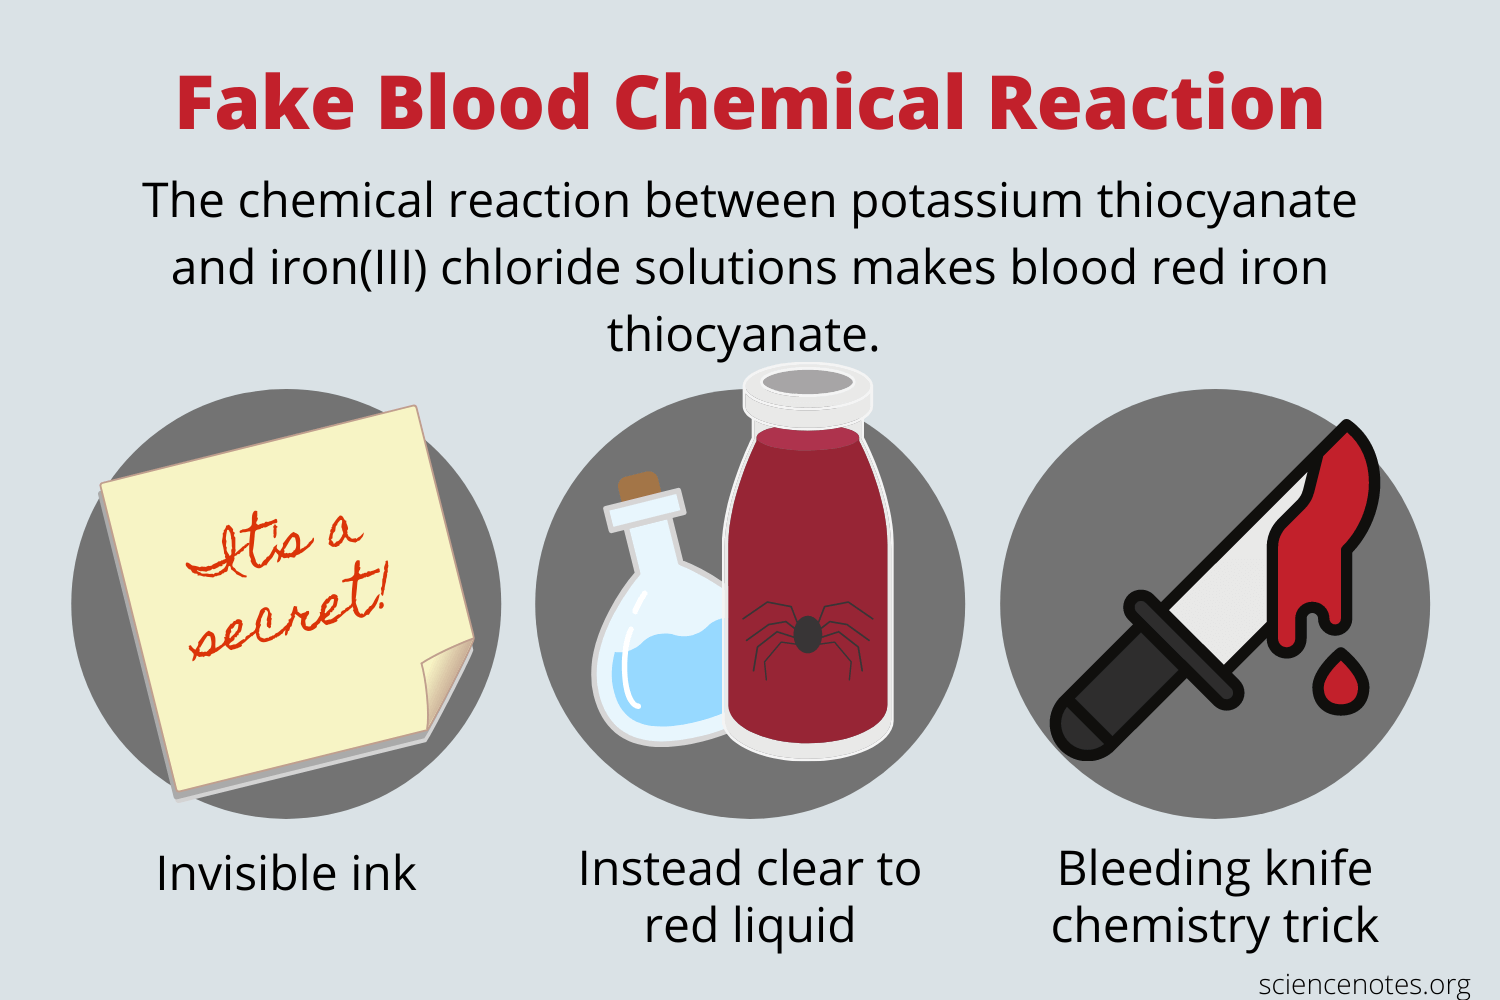 Fake Blood Chemical Reaction
The chemical reaction between potassium thiocyanate
and iron(III) chloride solutions makes blood red iron
thiocyanate.
It's a
secret!
Invisible ink
Instead clear to
red liquid
Bleeding knife
chemistry trick
sciencenotes.org